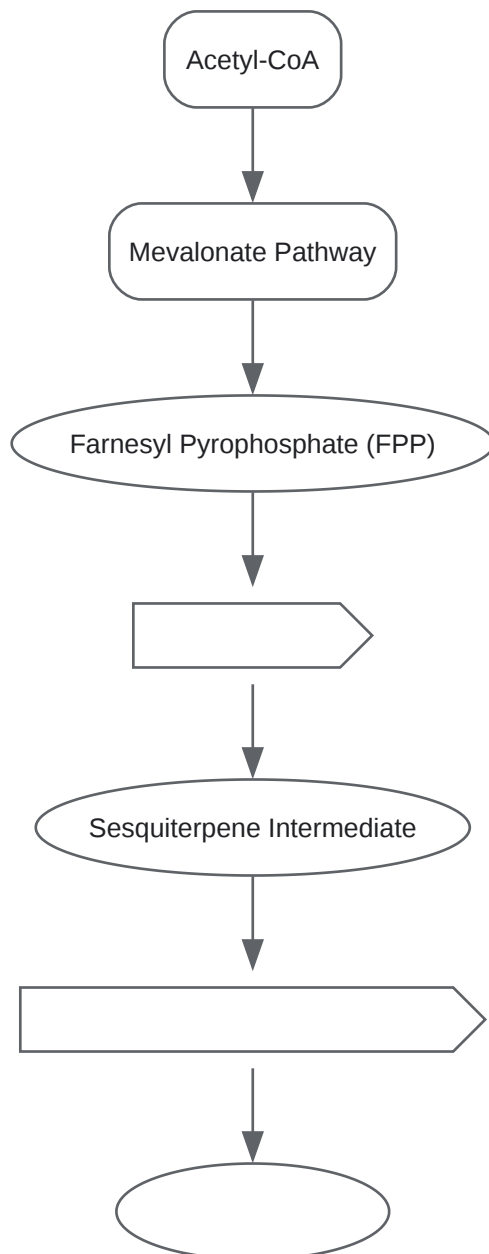 Acetyl-CoA
Mevalonate Pathway
Farnesyl Pyrophosphate (FPP)
Sesquiterpene Intermediate